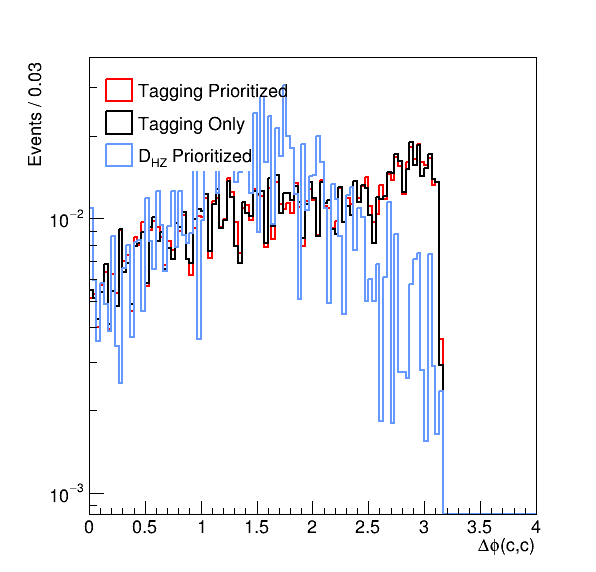 Events / 0.03
Tagging Prioritized
Tagging Only
D_HZ Prioritized
10⁻²
10⁻³
0 0.5 1 1.5 2 2.5 3 3.5 4
Δϕ(c,c)